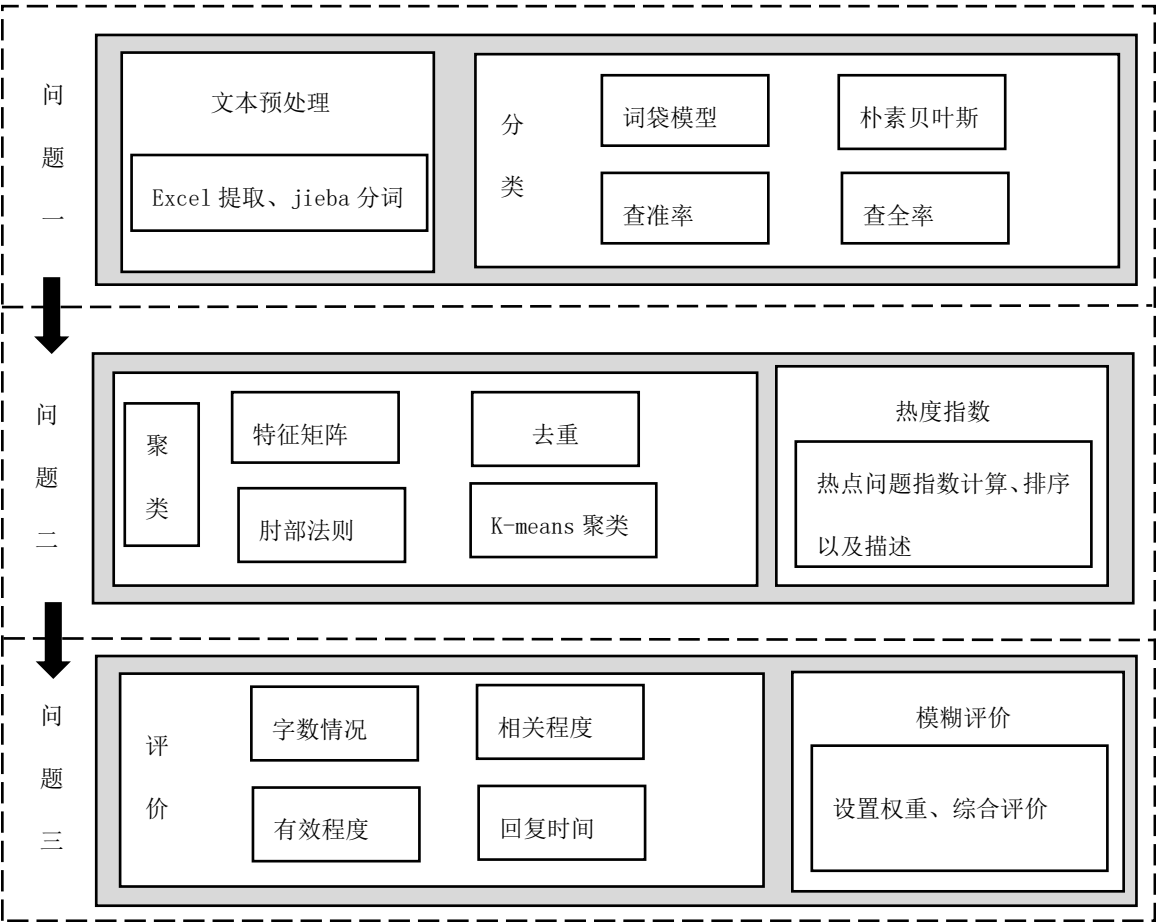 问题一
文本预处理
Excel 提取、jieba 分词
分类
词袋模型
朴素贝叶斯
查准率
查全率
问题二
聚类
特征矩阵
去重
肘部法则
K-means 聚类
热度指数
热点问题指数计算、排序
以及描述
问题三
评价
字数情况
相关程度
有效程度
回复时间
模糊评价
设置权重、综合评价